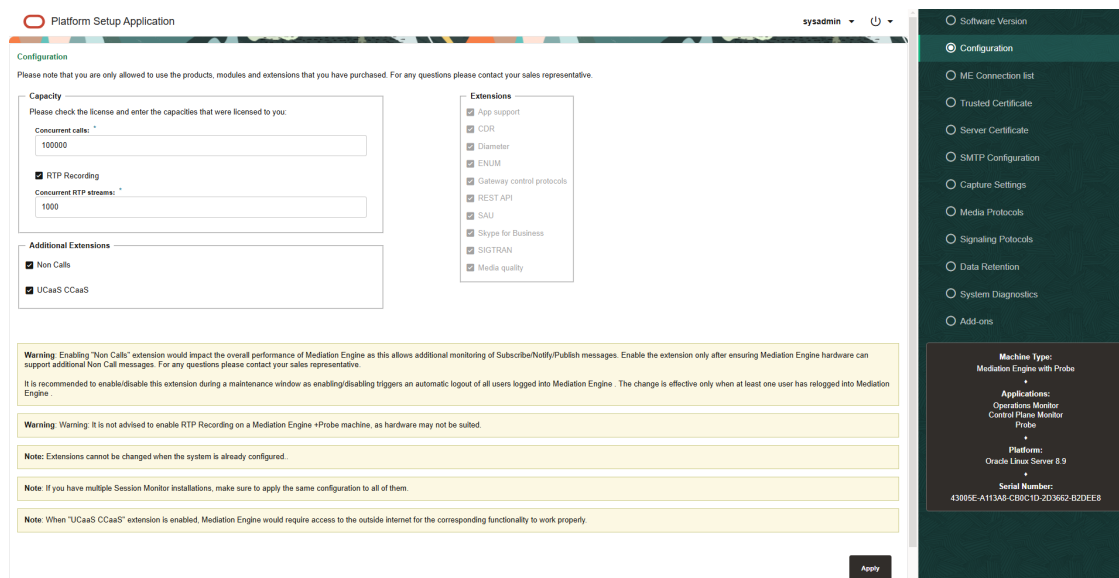 Platform Setup Application
sysadmin
Configuration
Please note that you are only allowed to use the products, modules and extensions that you have purchased. For any questions please contact your sales representative.
Capacity
Please check the license and enter the capacities that were licensed to you:
Concurrent calls: *
100000
RTP Recording
Concurrent RTP streams: *
1000
Additional Extensions
Non Calls
UCaaS CCaaS
Extensions
App support
CDR
Diameter
ENUM
Gateway control protocols
REST API
SAU
Skype for Business
SIGTRAN
Media quality
Warning: Enabling "Non Calls" extension would impact the overall performance of Mediation Engine as this allows additional monitoring of Subscribe/Notify/Publish messages. Enable the extension only after ensuring Mediation Engine hardware can
support additional Non Call messages. For any questions please contact your sales representative.
It is recommended to enable/disable this extension during a maintenance window as enabling/disabling triggers an automatic logout of all users logged into Mediation Engine . The change is effective only when at least one user has relogged into Mediation
Engine .
Warning: Warning: It is not advised to enable RTP Recording on a Mediation Engine +Probe machine, as hardware may not be suited.
Note: Extensions cannot be changed when the system is already configured..
Note: If you have multiple Session Monitor installations, make sure to apply the same configuration to all of them.
Note: When "UCaaS CCaaS" extension is enabled, Mediation Engine would require access to the outside internet for the corresponding functionality to work properly.
Apply
Software Version
Configuration
ME Connection list
Trusted Certificate
Server Certificate
SMTP Configuration
Capture Settings
Media Protocols
Signaling Potocols
Data Retention
System Diagnostics
Add-ons
Machine Type:
Mediation Engine with Probe
Applications:
Operations Monitor
Control Plane Monitor
Probe
Platform:
Oracle Linux Server 8.9
Serial Number:
43005E-A113A8-CB0C1D-2D3662-B2DEE8